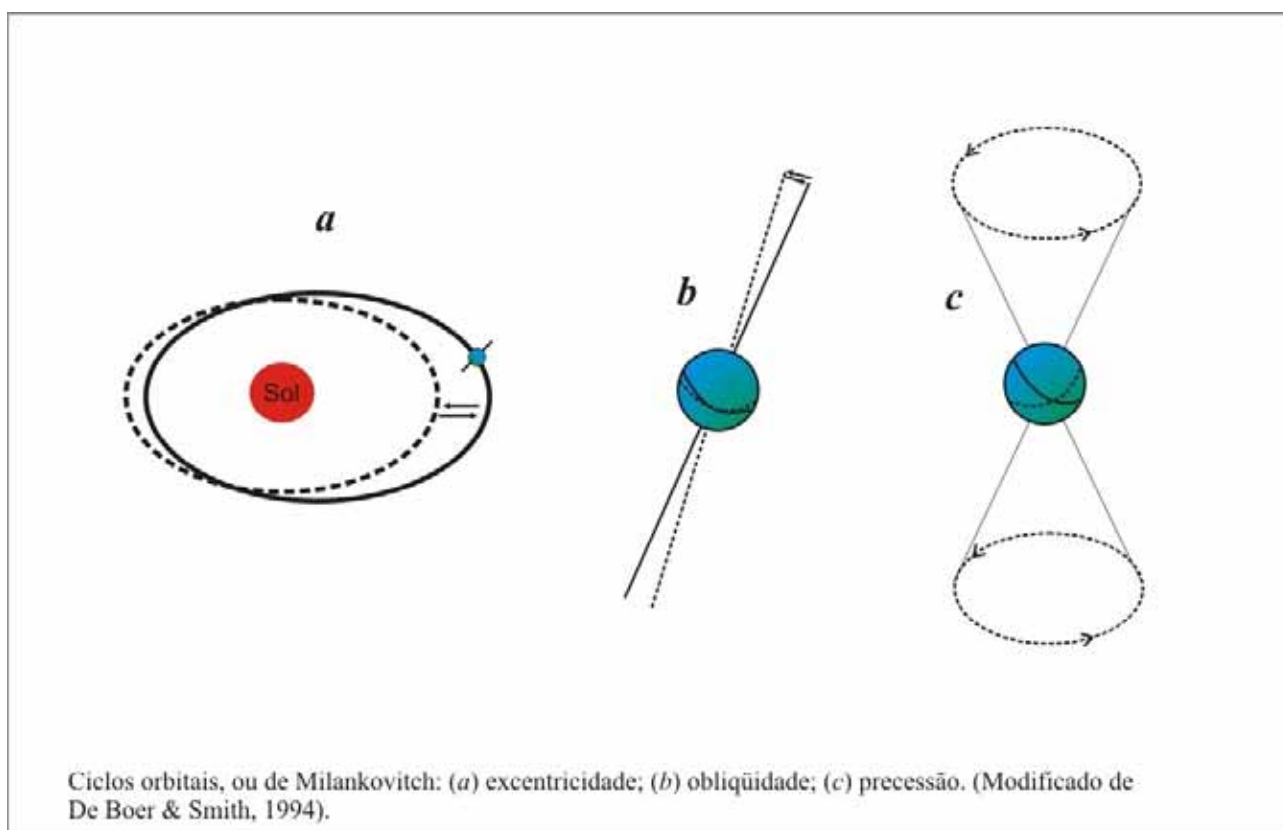 a
b
c
Sol
Ciclos orbitais, ou de Milankovitch: (a) excentricidade; (b) obliqüidade; (c) precessão. (Modificado de
De Boer & Smith, 1994).